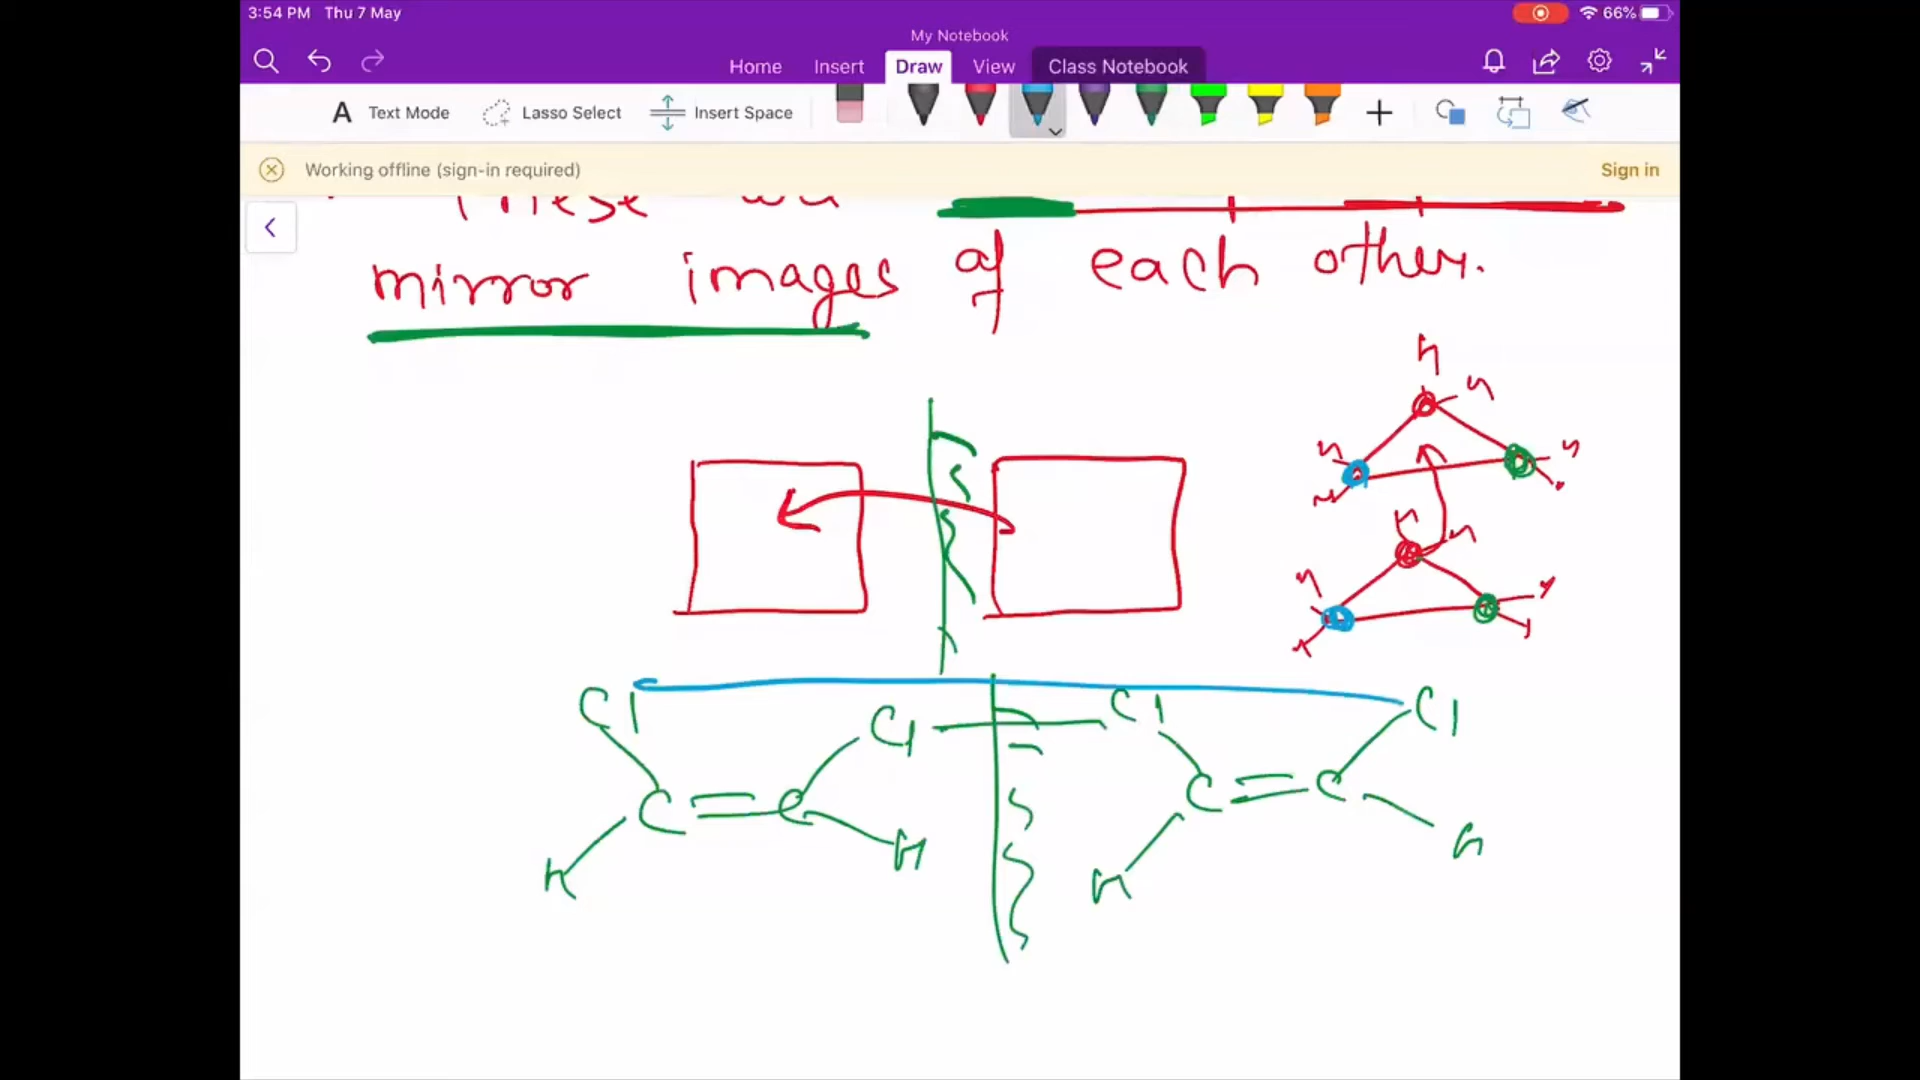 3:54 PM Thu 7 May
66%
My Notebook
Home Insert Draw View Class Notebook
A Text Mode Lasso Select Insert Space
Working offline (sign-in required) Sign in
These
mirror images of each other.
H
H
H H
H
H H
H
Cl Cl Cl Cl
C = C C = C
H H H H